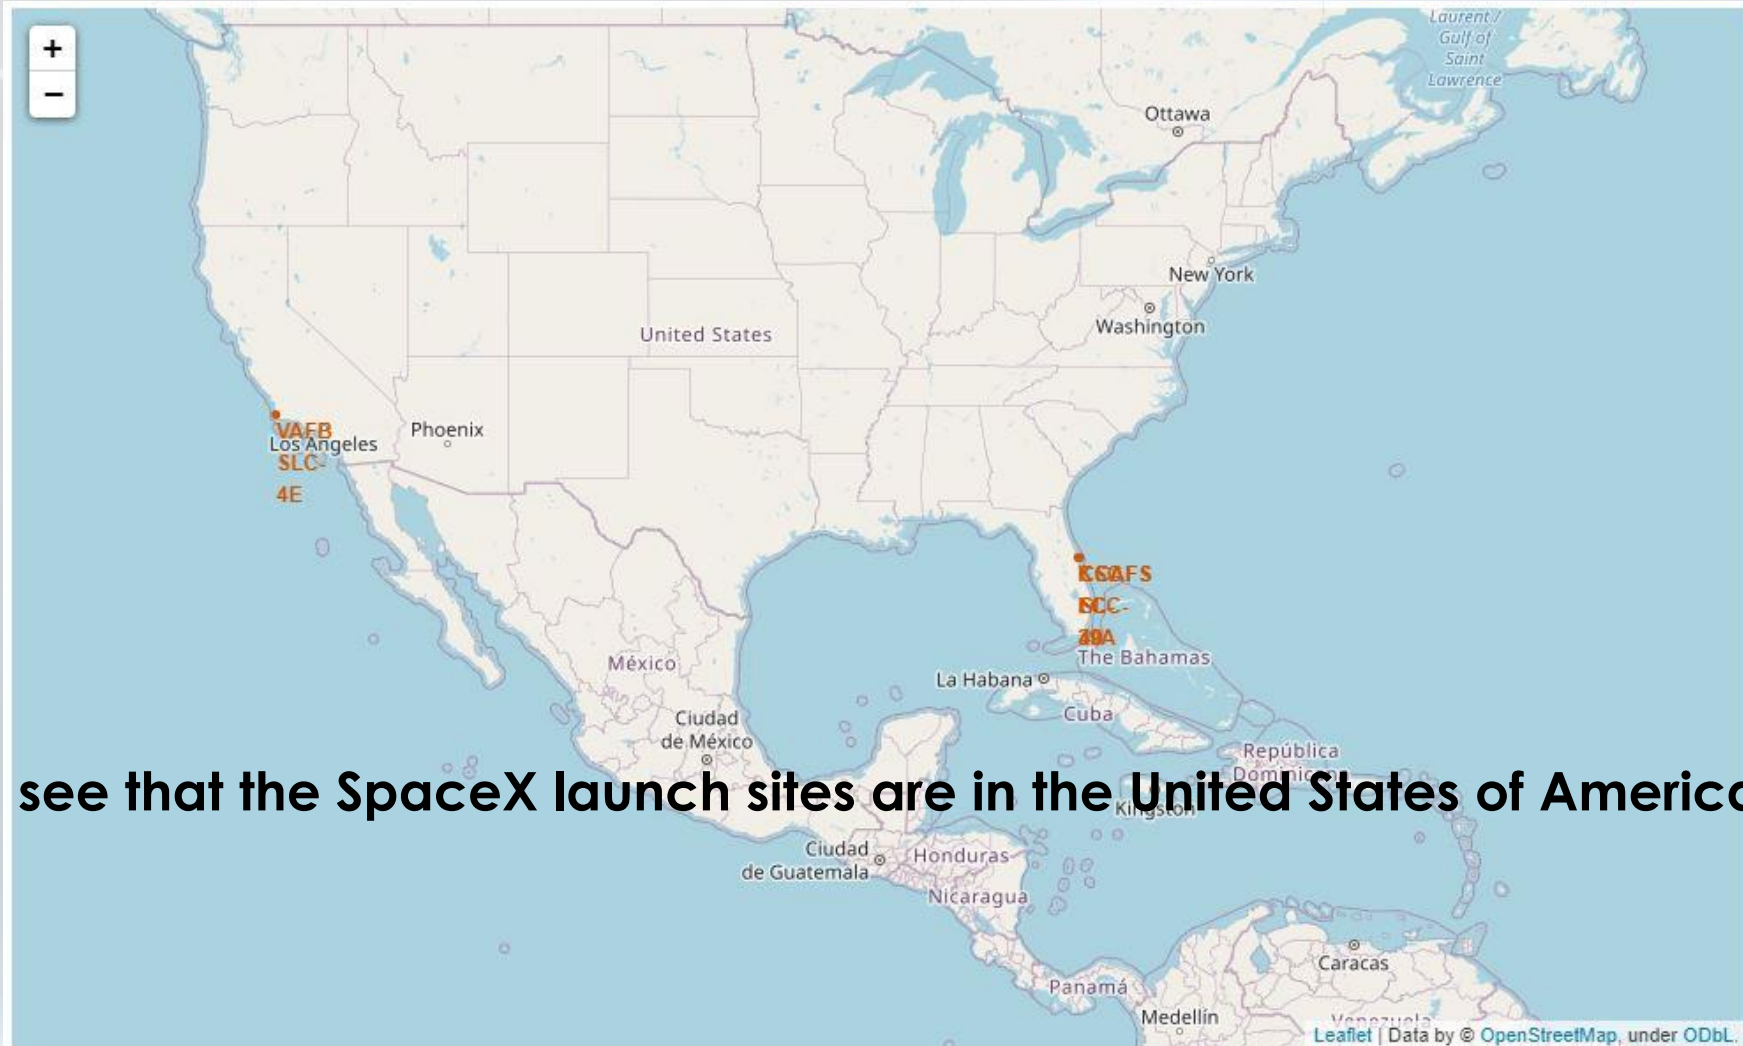 +
−
Laurent /
Gulf of
Saint
Lawrence
Ottawa
New York
Washington
United States
VAFB
SLC-
4E
Los Angeles
Phoenix
The Bahamas
México
La Habana
Cuba
Ciudad
de México
República
see that the SpaceX launch sites are in the United States of America
Kingston
Ciudad
de Guatemala
Honduras
Nicaragua
Caracas
Panamá
Medellín
Venezuela
Leaflet | Data by © OpenStreetMap, under ODbL.